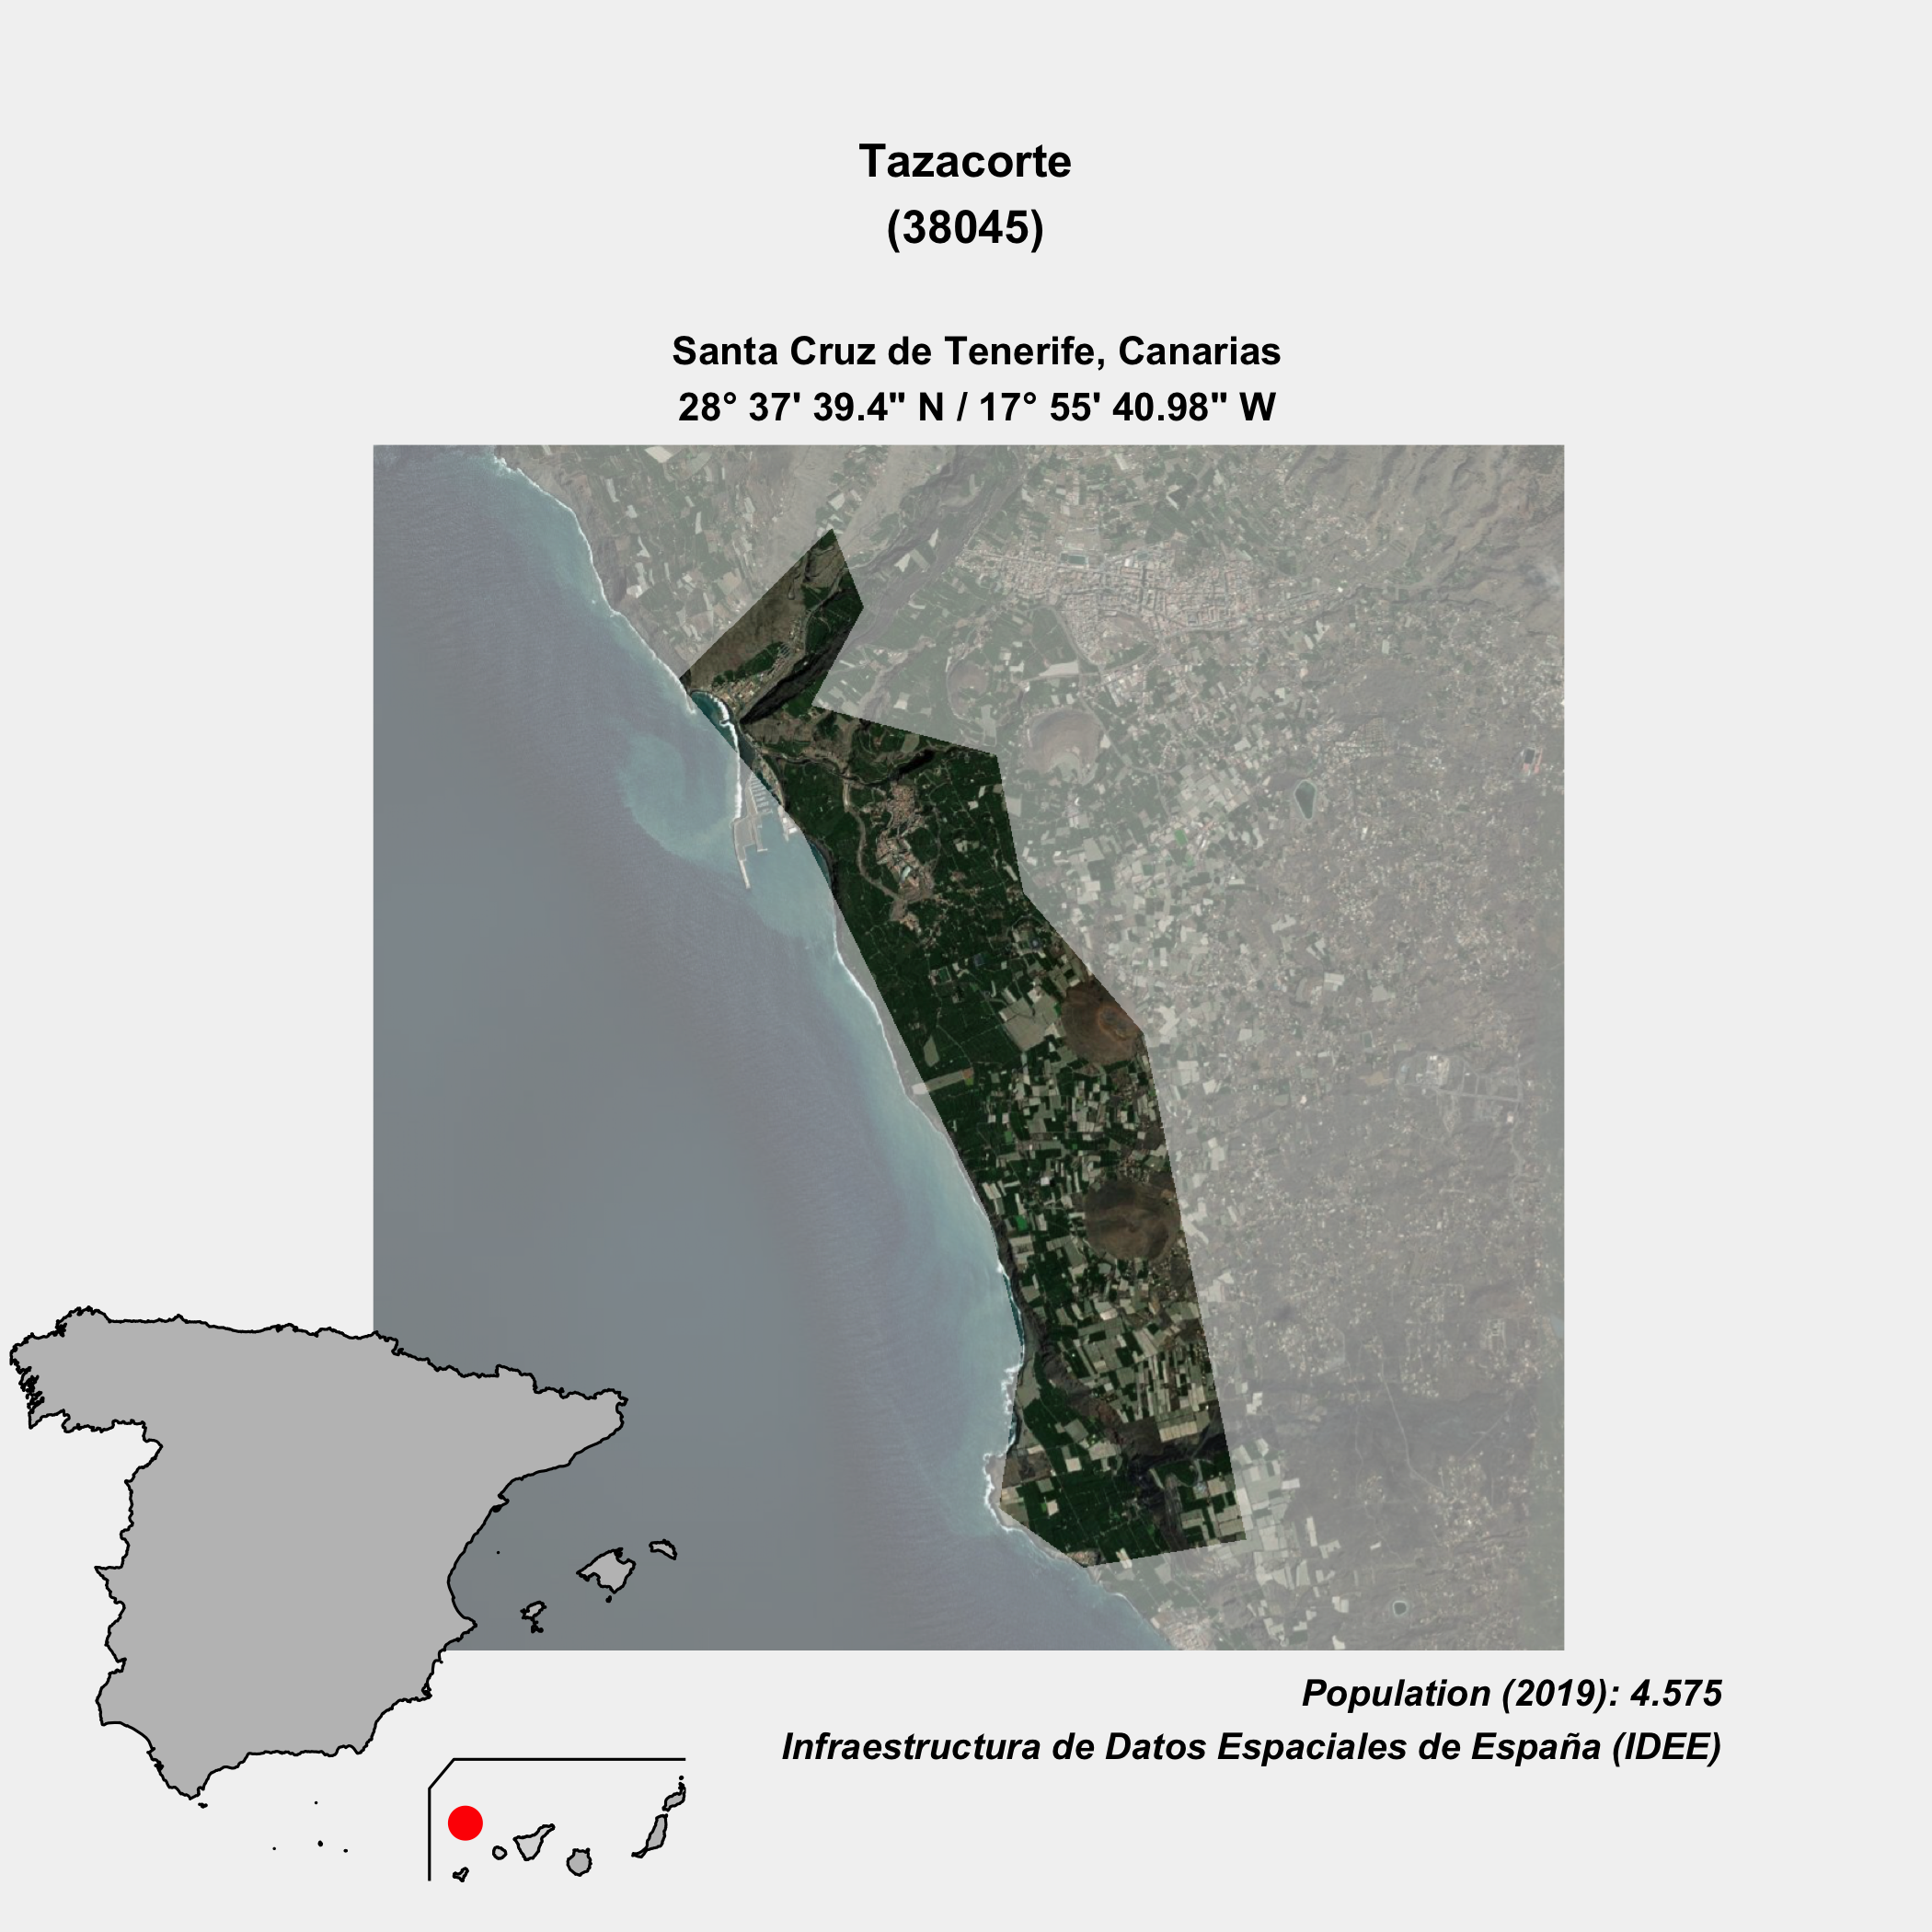 Tazacorte
(38045)
Santa Cruz de Tenerife, Canarias
28° 37' 39.4" N / 17° 55' 40.98" W
Population (2019): 4.575
Infraestructura de Datos Espaciales de España (IDEE)